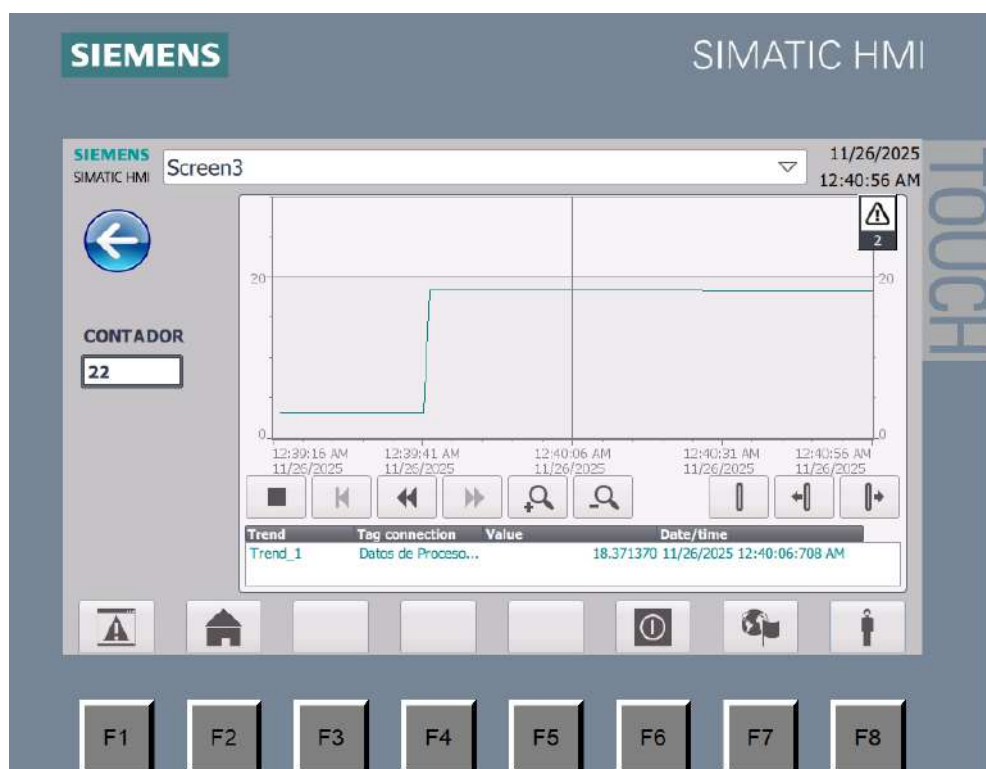 SIEMENS
SIMATIC HMI
TOUCH
SIEMENS
SIMATIC HMI
Screen3
11/26/2025
12:40:56 AM
2
20
20
CONTADOR
22
0
0
12:39:16 AM 12:39:41 AM 12:40:06 AM 12:40:31 AM 12:40:56 AM
11/26/2025 11/26/2025 11/26/2025 11/26/2025 11/26/2025
Trend Tag connection Value Date/time
Trend_1 Datos de Proceso... 18.371370 11/26/2025 12:40:06:708 AM
F1 F2 F3 F4 F5 F6 F7 F8